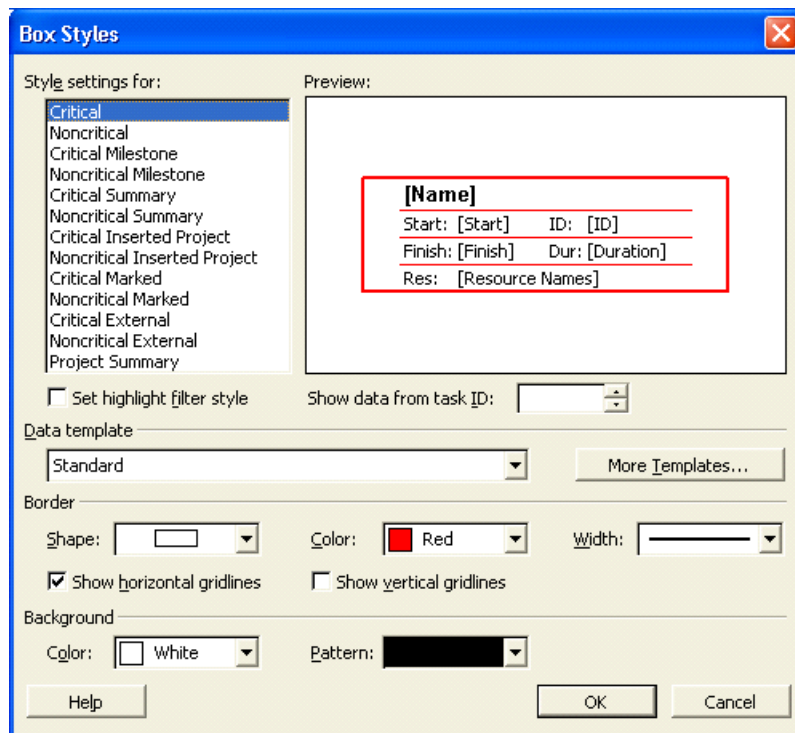 Box Styles
Style settings for:
Preview:
Critical
Noncritical
Critical Milestone
Noncritical Milestone
Critical Summary
Noncritical Summary
Critical Inserted Project
Noncritical Inserted Project
Critical Marked
Noncritical Marked
Critical External
Noncritical External
Project Summary
[Name]
Start: [Start] ID: [ID]
Finish: [Finish] Dur: [Duration]
Res: [Resource Names]
Set highlight filter style
Show data from task ID:
Data template
Standard
More Templates...
Border
Shape:
Color: Red
Width:
Show horizontal gridlines
Show vertical gridlines
Background
Color: White
Pattern:
Help
OK
Cancel